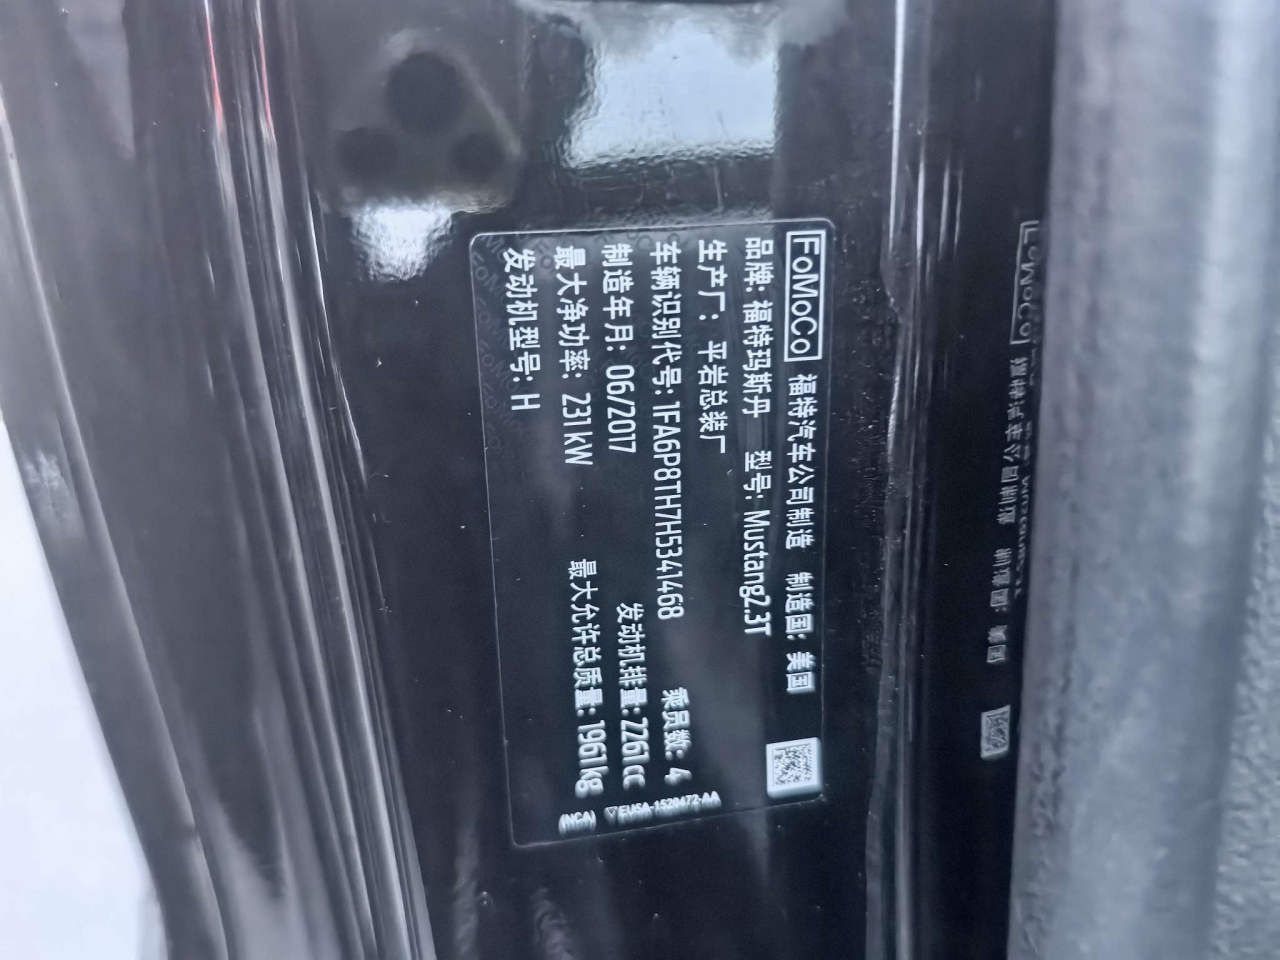 FoMoCo 福特汽车公司制造 制造国: 美国
品牌: 福特玛斯丹 型号: Mustang2.3T
生产厂: 平岩总装厂
车辆识别代号: 1FA6P8TH7H5341468 乘员数: 4
制造年月: 06/2017 发动机排量: 2261cc
最大净功率: 231kW 最大允许总质量: 1961kg
发动机型号: H
EU5A-1520472-AA
(NCA)